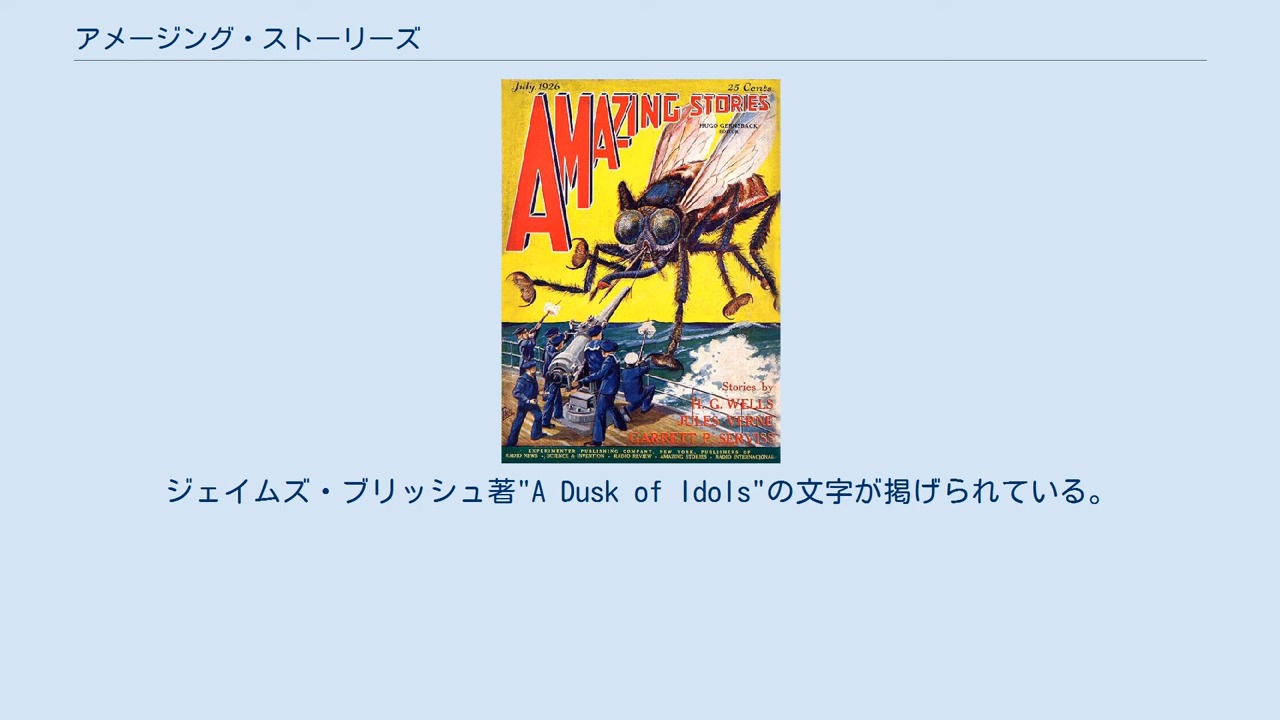 アメージング・ストーリーズ
July, 1926
25 Cents
AMAZING STORIES
HUGO GERNSBACK
EDITOR
Stories by
H. G. WELLS
JULES VERNE
GARRETT P. SERVISS
EXPERIMENTER PUBLISHING COMPANY, NEW YORK, PUBLISHERS OF
RADIO NEWS - SCIENCE & INVENTION - RADIO REVIEW - AMAZING STORIES - RADIO INTERNACIONAL
ジェイムズ・ブリッシュ著"A Dusk of Idols"の文字が掲げられている。